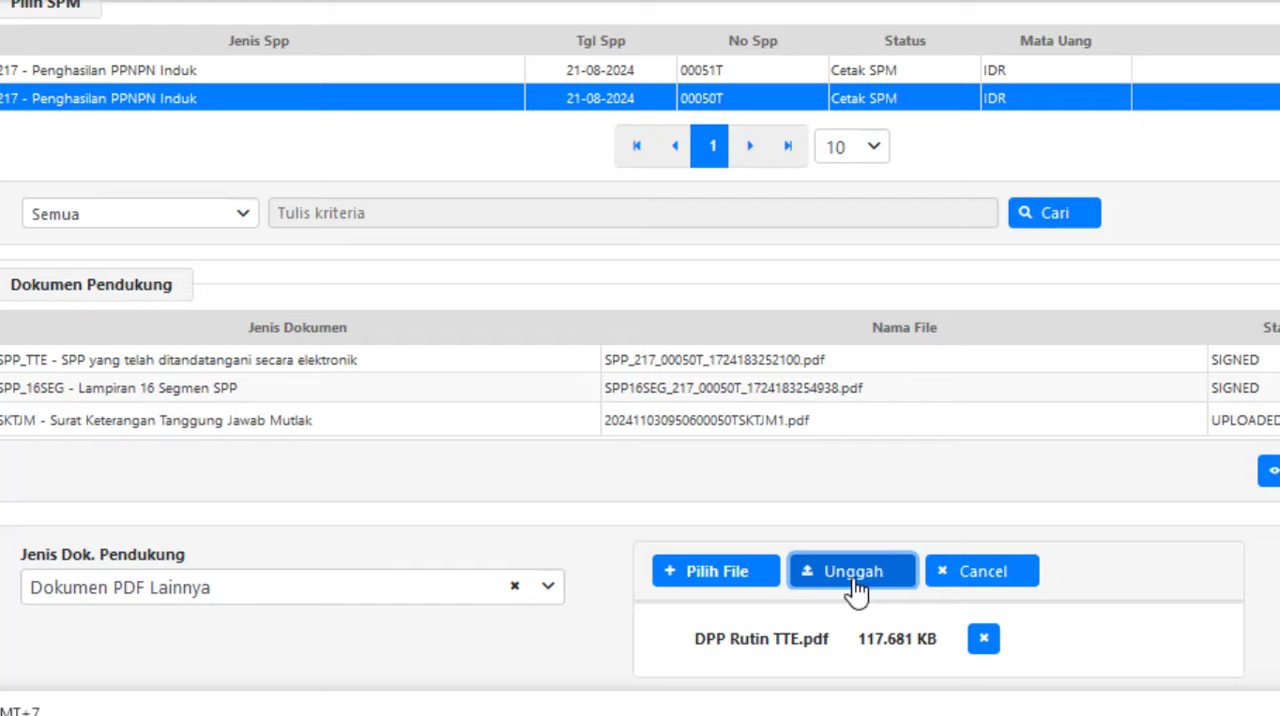 Pilih SPM
Jenis Spp Tgl Spp No Spp Status Mata Uang
217 - Penghasilan PPNPN Induk 21-08-2024 00051T Cetak SPM IDR
217 - Penghasilan PPNPN Induk 21-08-2024 00050T Cetak SPM IDR
1 10
Semua Tulis kriteria Cari
Dokumen Pendukung
Jenis Dokumen Nama File
SPP_TTE - SPP yang telah ditandatangani secara elektronik SPP_217_00050T_1724183252100.pdf SIGNED
SPP_16SEG - Lampiran 16 Segmen SPP SPP16SEG_217_00050T_1724183254938.pdf SIGNED
SKTJM - Surat Keterangan Tanggung Jawab Mutlak 202411030950600050TSKTJM1.pdf UPLOADED
Jenis Dok. Pendukung
Dokumen PDF Lainnya
Pilih File Unggah Cancel
DPP Rutin TTE.pdf 117.681 KB